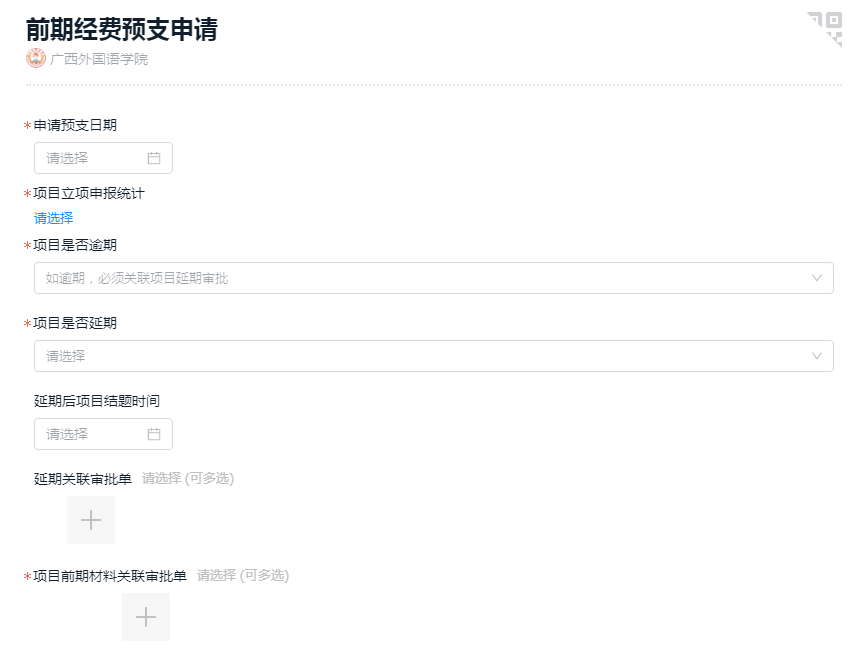 前期经费预支申请
广西外国语学院
*申请预支日期
请选择
*项目立项申报统计
请选择
*项目是否逾期
如逾期，必须关联项目延期审批
*项目是否延期
请选择
延期后项目结题时间
请选择
延期关联审批单 请选择 (可多选)
*项目前期材料关联审批单 请选择 (可多选)